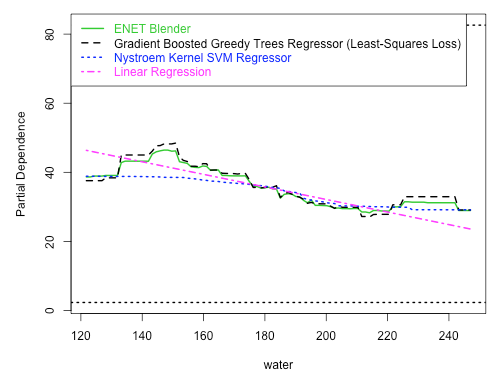 ENET Blender
Gradient Boosted Greedy Trees Regressor (Least-Squares Loss)
Nystroem Kernel SVM Regressor
Linear Regression
Partial Dependence
80
60
40
20
0
120 140 160 180 200 220 240
water